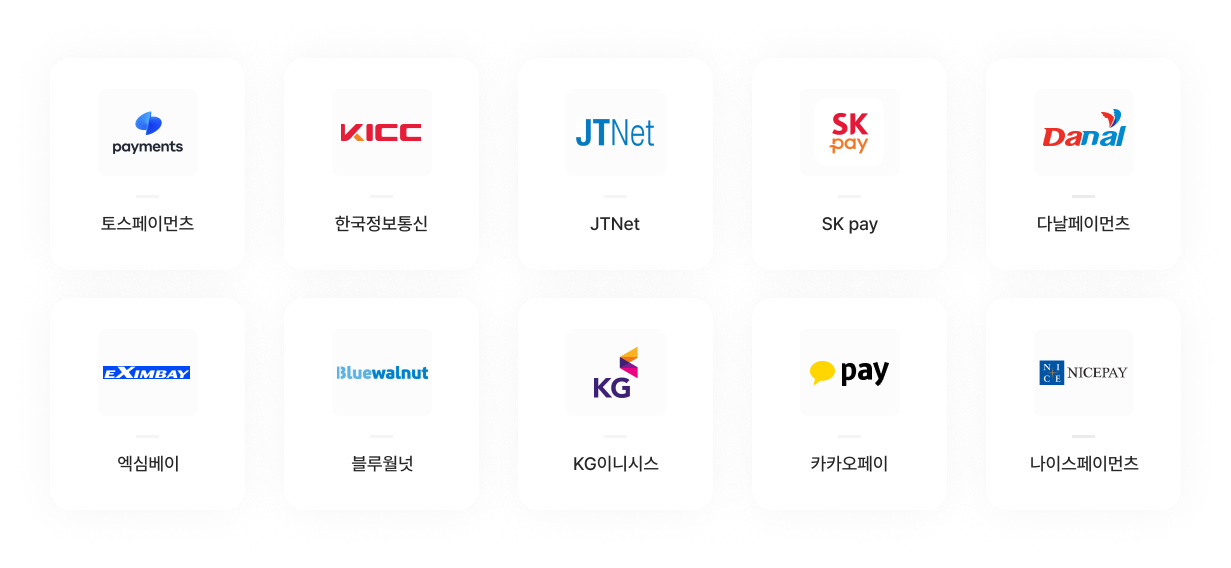 payments
KICC
JTNet
SK
pay
Danal
토스페이먼츠
한국정보통신
JTNet
SK pay
다날페이먼츠
EXIMBAY
Bluewalnut
KG
pay
NICE
NICEPAY
엑심베이
블루월넛
KG이니시스
카카오페이
나이스페이먼츠